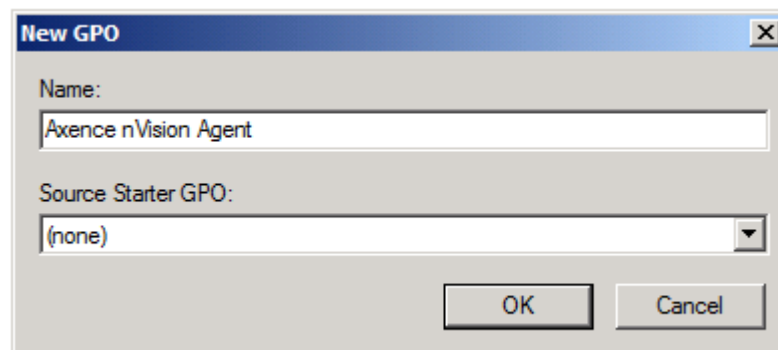 New GPO
Name:
Axence nVision Agent
Source Starter GPO:
(none)
OK Cancel